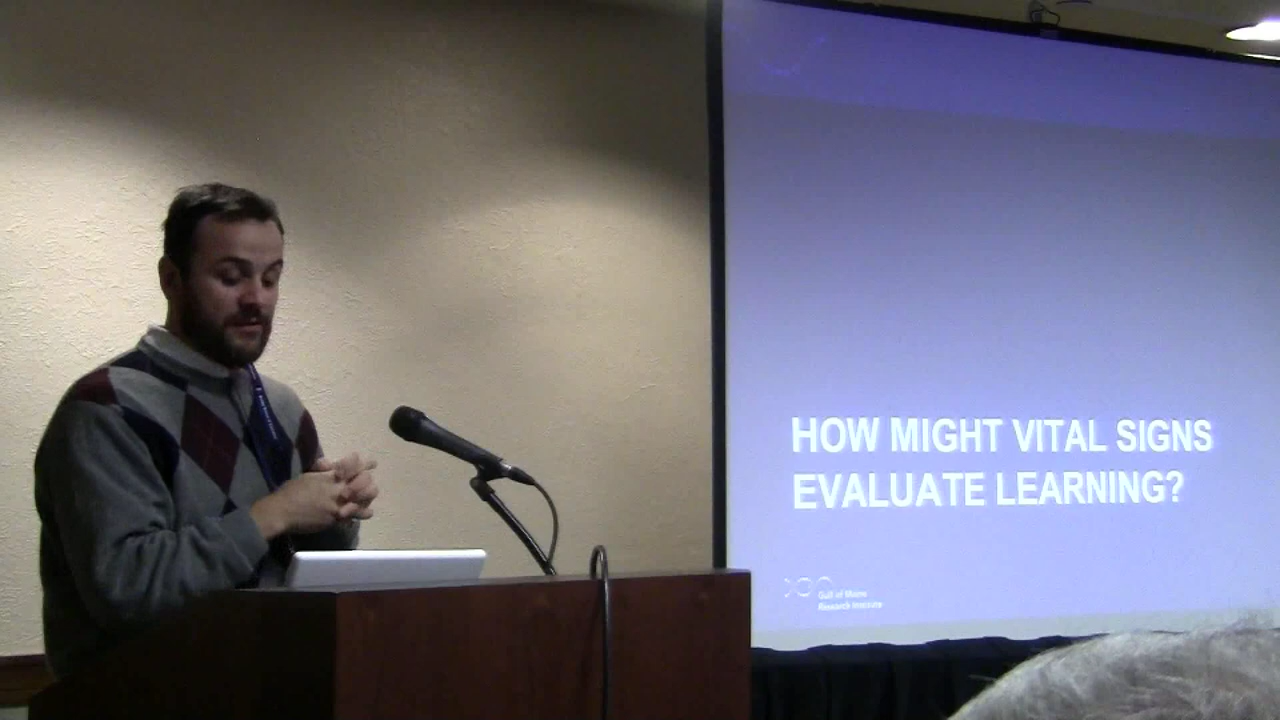 HOW MIGHT VITAL SIGNS
EVALUATE LEARNING?
Gulf of Maine
Research Institute